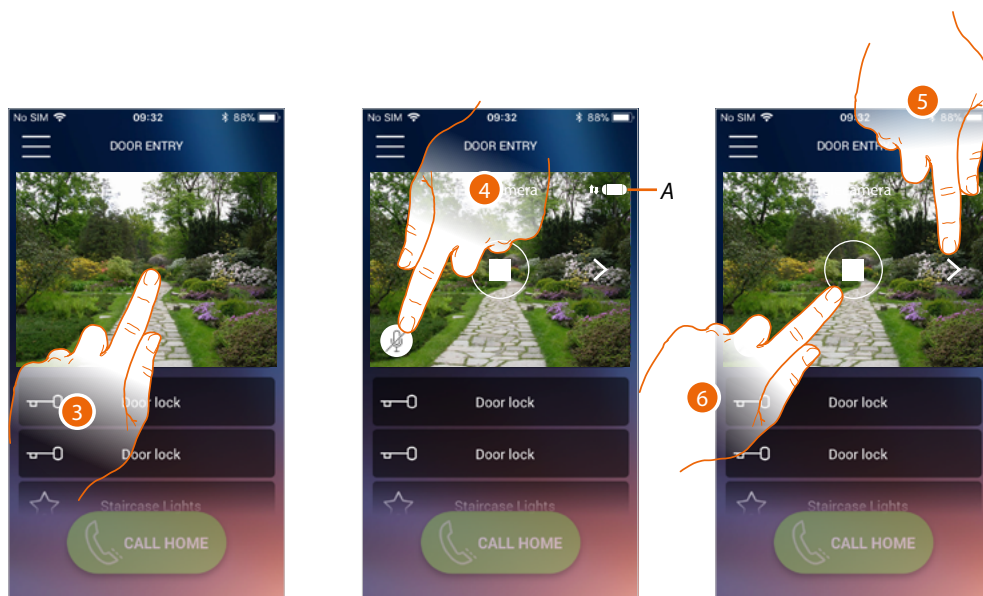 No SIM 09:32 88%
DOOR ENTRY
3
Door lock
Door lock
Staircase Lights
CALL HOME
No SIM 09:32 88%
DOOR ENTRY
4
A
Door lock
Door lock
Staircase Lights
CALL HOME
5
No SIM 09:32 88%
DOOR
6
Door lock
Door lock
Staircase Lights
CALL HOME